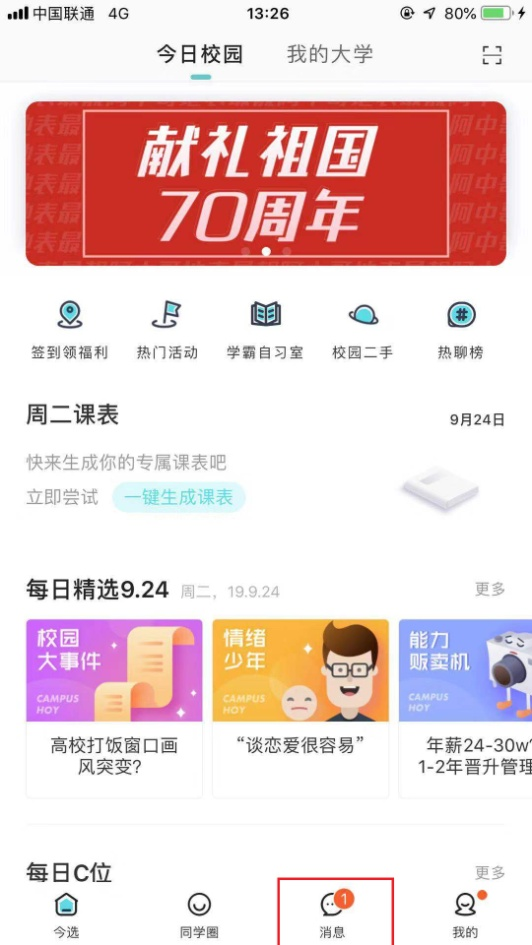 中国联通 4G 13:26 80%
今日校园 我的大学
献礼祖国
70周年
签到领福利 热门活动 学霸自习室 校园二手 热聊榜
周二课表 9月24日
快来生成你的专属课表吧
立即尝试 一键生成课表
每日精选9.24 周二，19.9.24 更多
校园
大事件
CAMPUS
HOY
高校打饭窗口画
风突变?
情绪
少年
CAMPUS
HOY
“谈恋爱很容易”
能力
贩卖机
CAMPUS
HOY
年薪24-30w
1-2年晋升管理
每日C位 更多
1
今选 同学圈 消息 我的